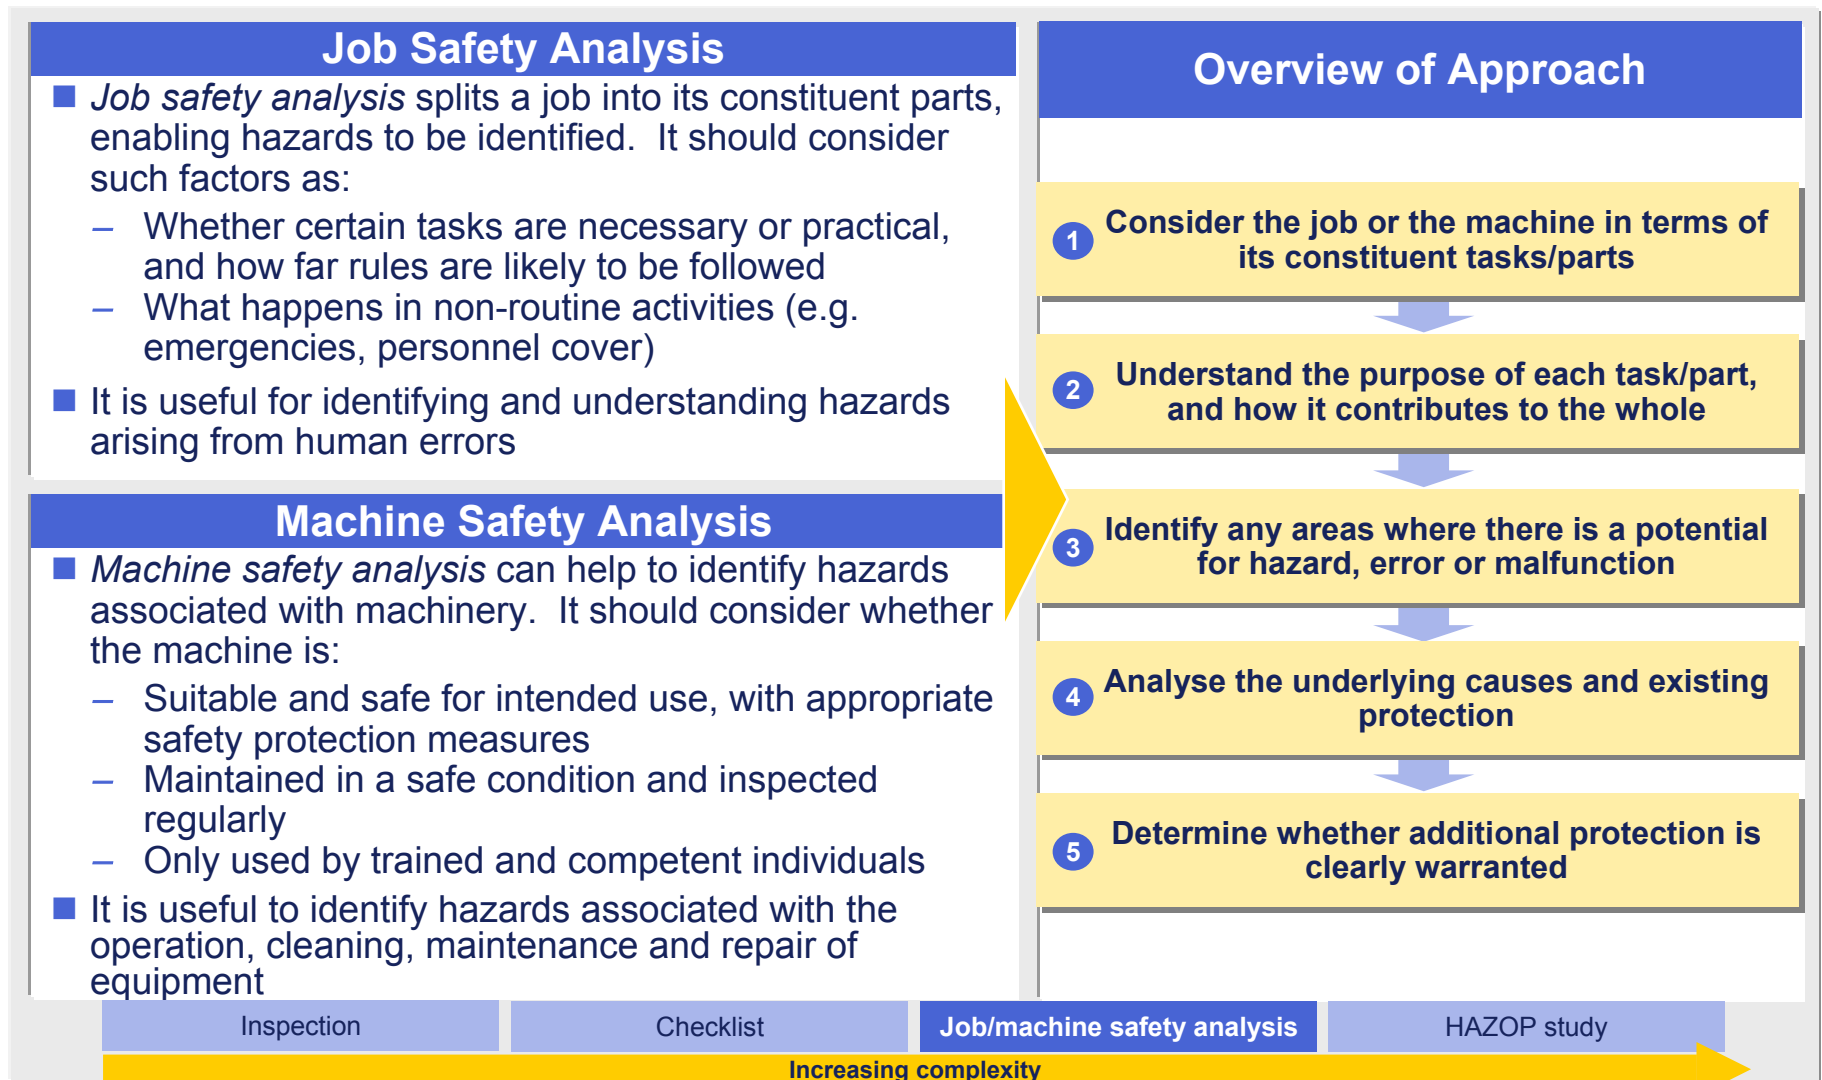 Job Safety Analysis
Job safety analysis splits a job into its constituent parts,
enabling hazards to be identified. It should consider
such factors as:
– Whether certain tasks are necessary or practical,
and how far rules are likely to be followed
– What happens in non-routine activities (e.g.
emergencies, personnel cover)
It is useful for identifying and understanding hazards
arising from human errors
Machine Safety Analysis
Machine safety analysis can help to identify hazards
associated with machinery. It should consider whether
the machine is:
– Suitable and safe for intended use, with appropriate
safety protection measures
– Maintained in a safe condition and inspected
regularly
– Only used by trained and competent individuals
It is useful to identify hazards associated with the
operation, cleaning, maintenance and repair of
equipment
Overview of Approach
1 Consider the job or the machine in terms of
its constituent tasks/parts
2 Understand the purpose of each task/part,
and how it contributes to the whole
3 Identify any areas where there is a potential
for hazard, error or malfunction
4 Analyse the underlying causes and existing
protection
5 Determine whether additional protection is
clearly warranted
Inspection
Checklist
Job/machine safety analysis
HAZOP study
Increasing complexity